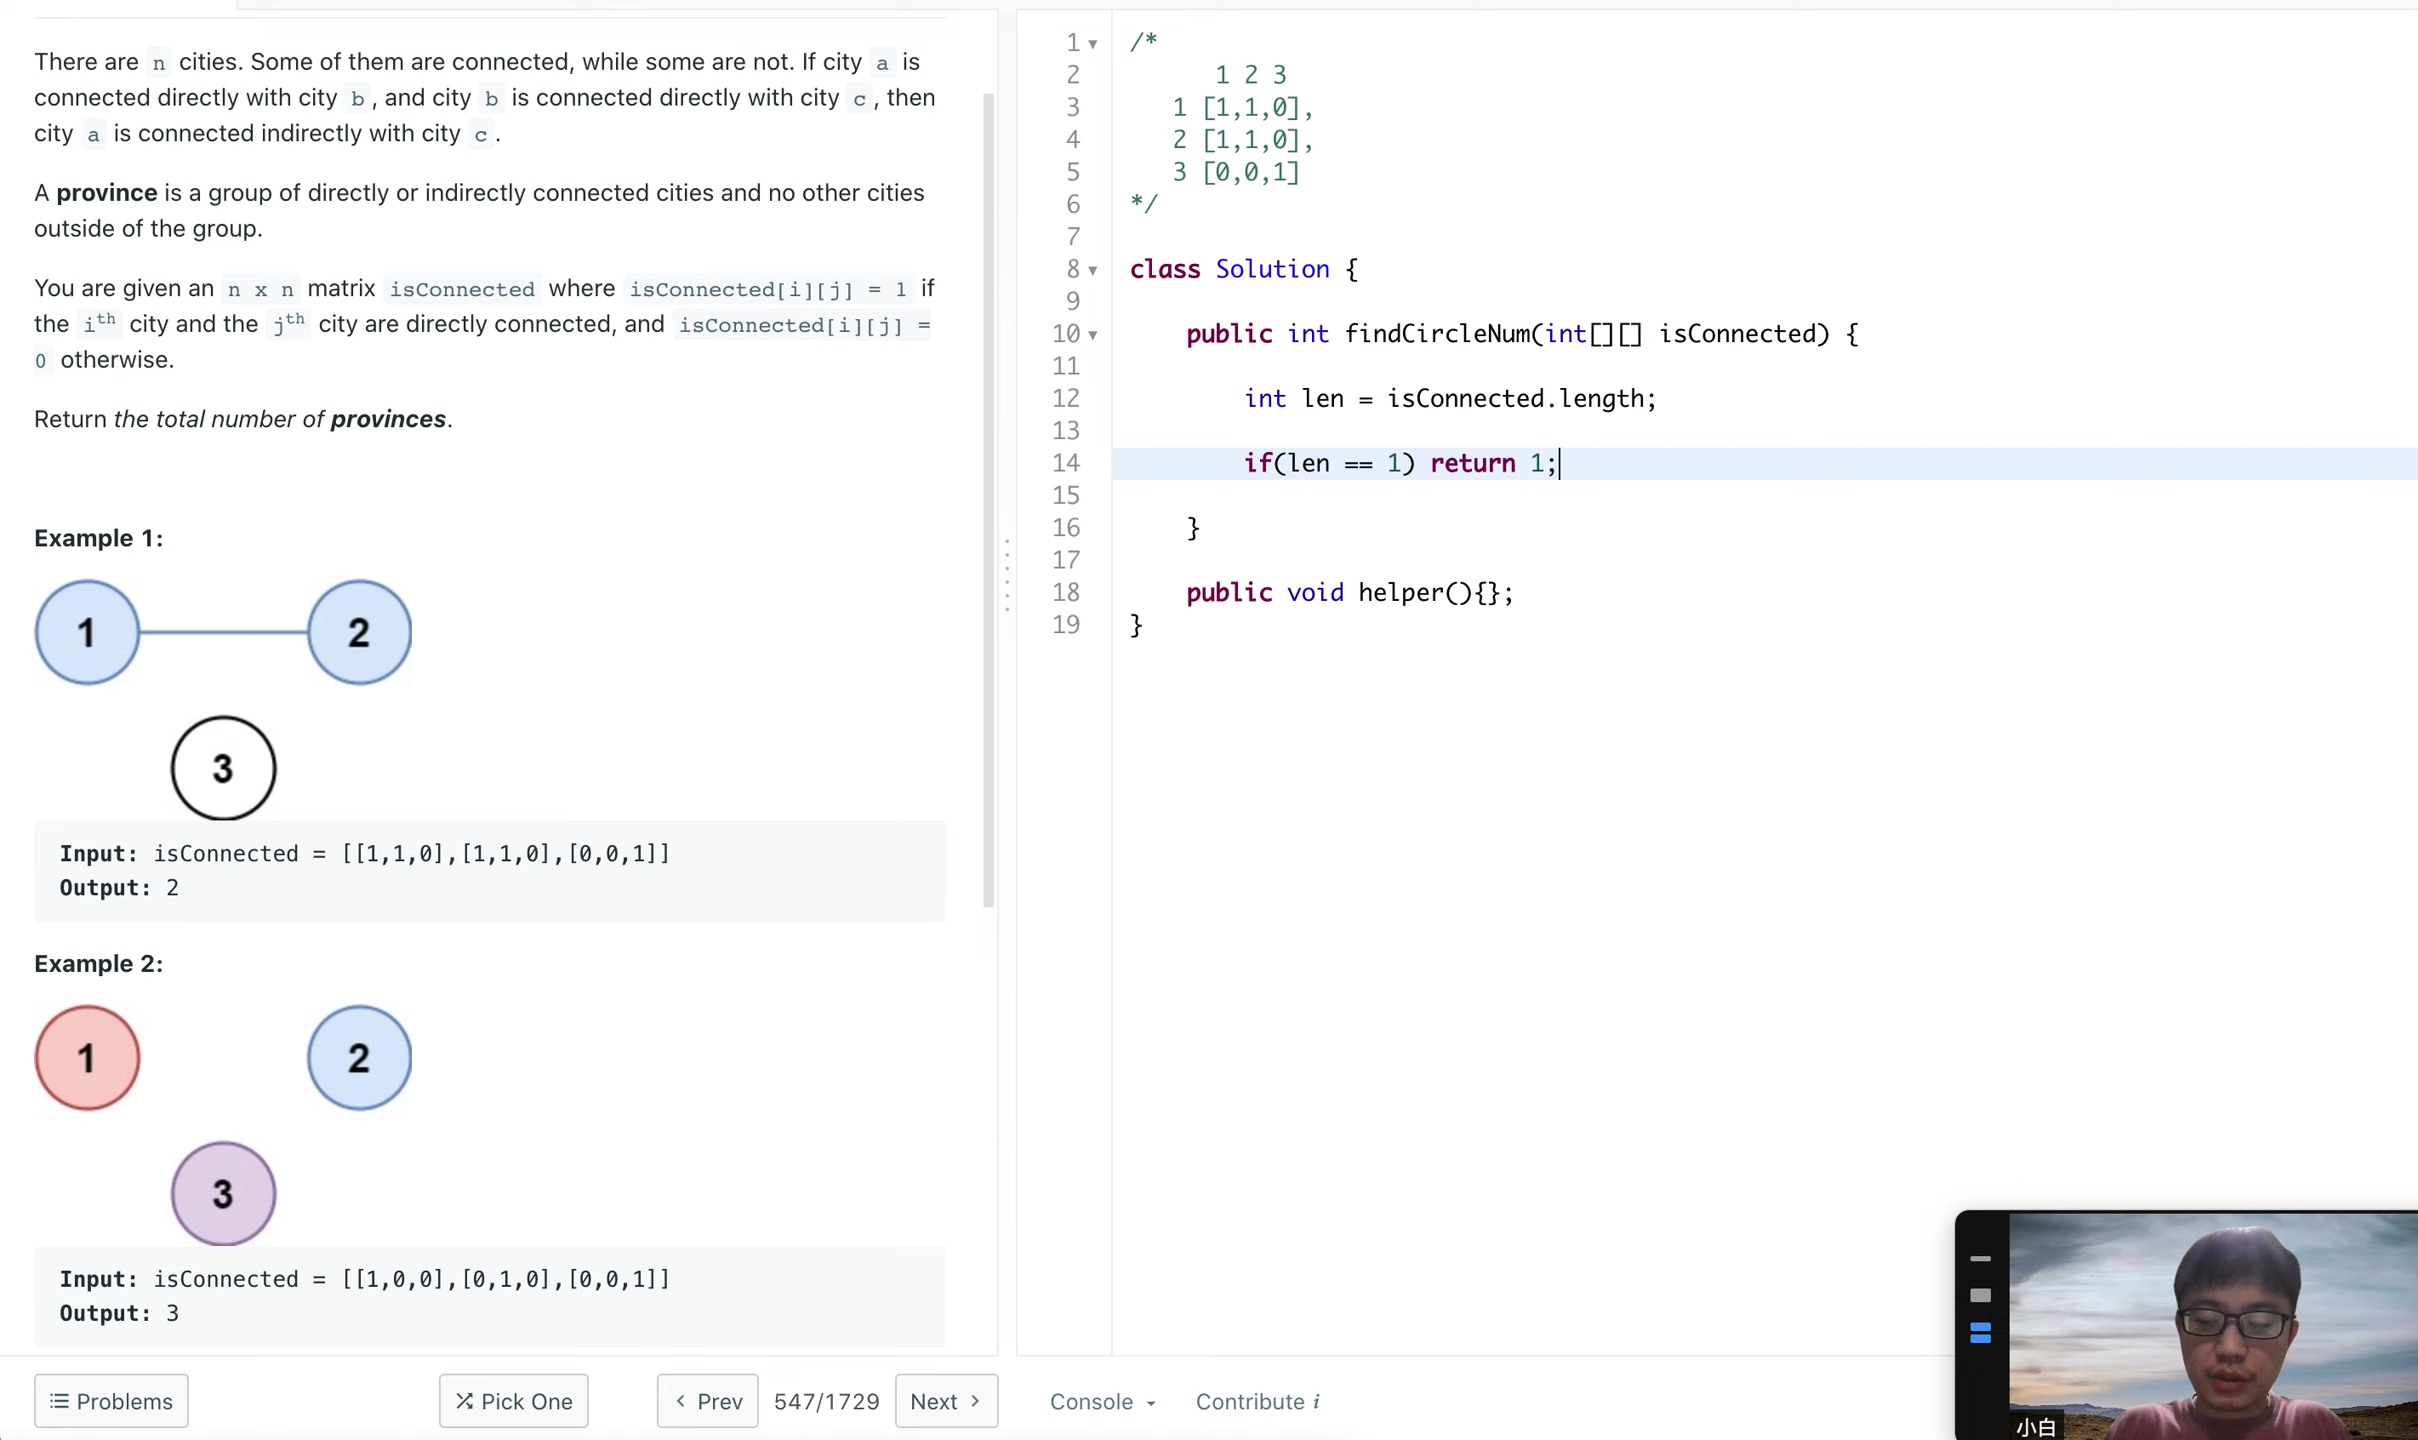 There are n cities. Some of them are connected, while some are not. If city a is
connected directly with city b , and city b is connected directly with city c , then
city a is connected indirectly with city c .
A province is a group of directly or indirectly connected cities and no other cities
outside of the group.
You are given an n x n matrix isConnected where isConnected[i][j] = 1 if
the ith city and the jth city are directly connected, and isConnected[i][j] =
0 otherwise.
Return the total number of provinces.
Example 1:
1
2
3
Input: isConnected = [[1,1,0],[1,1,0],[0,0,1]]
Output: 2
Example 2:
1
2
3
Input: isConnected = [[1,0,0],[0,1,0],[0,0,1]]
Output: 3
Problems
Pick One
Prev
547/1729
Next
1 /*
2 1 2 3
3 1 [1,1,0],
4 2 [1,1,0],
5 3 [0,0,1]
6 */
7
8 class Solution {
9
10 public int findCircleNum(int[][] isConnected) {
11
12 int len = isConnected.length;
13
14 if(len == 1) return 1;
15
16 }
17
18 public void helper(){};
19 }
Console
Contribute i
小白